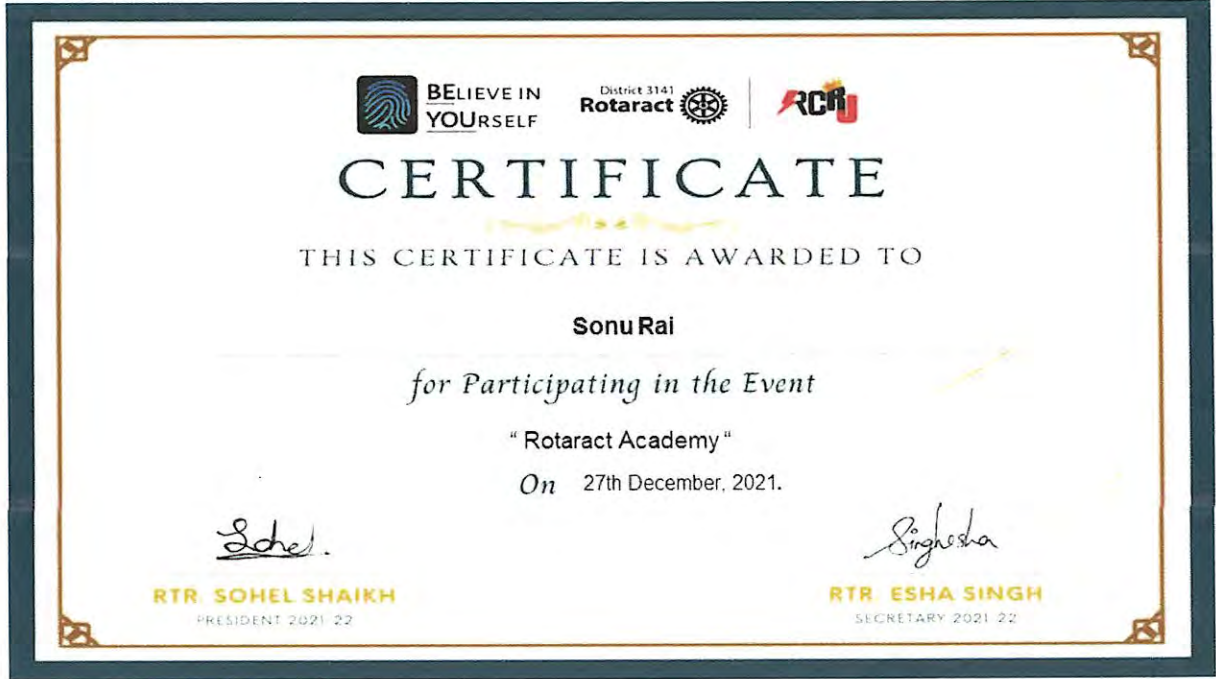 BELIEVE IN
YOURSELF
District 3141
Rotaract
RCRJ
CERTIFICATE
THIS CERTIFICATE IS AWARDED TO
Sonu Rai
for Participating in the Event
“ Rotaract Academy “
On 27th December, 2021.
Sohel.
Singhesha
RTR. SOHEL SHAIKH
RTR. ESHA SINGH
PRESIDENT 2021-22
SECRETARY 2021-22